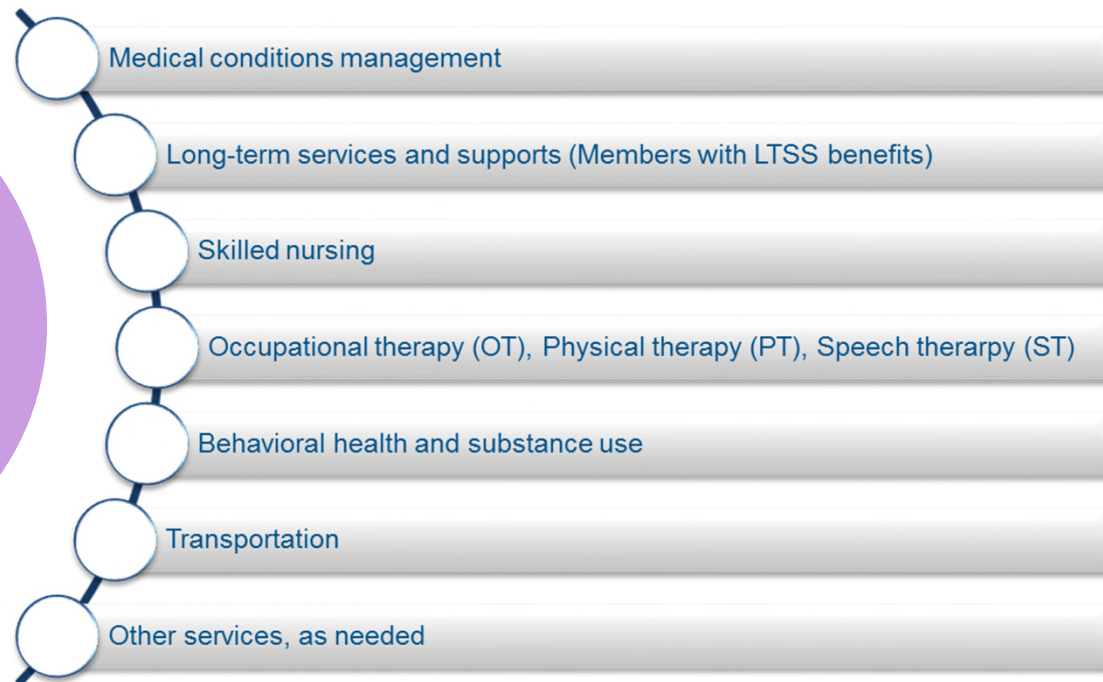 Medical conditions management
Long-term services and supports (Members with LTSS benefits)
Skilled nursing
Occupational therapy (OT), Physical therapy (PT), Speech therarpy (ST)
Behavioral health and substance use
Transportation
Other services, as needed